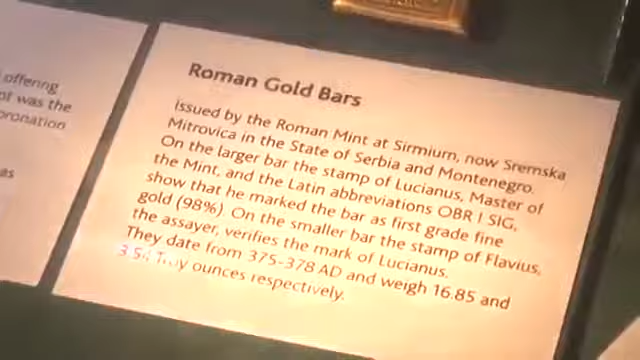 offering
was the
oronation
as
Roman Gold Bars
Issued by the Roman Mint at Sirmium, now Sremska
Mitrovica in the State of Serbia and Montenegro.
On the larger bar the stamp of Lucianus, Master of
the Mint, and the Latin abbreviations OBR I SIG,
show that he marked the bar as first grade fine
gold (98%). On the smaller bar the stamp of Flavius,
the assayer, verifies the mark of Lucianus.
They date from 375-378 AD and weigh 16.85 and
3.54 Troy ounces respectively.